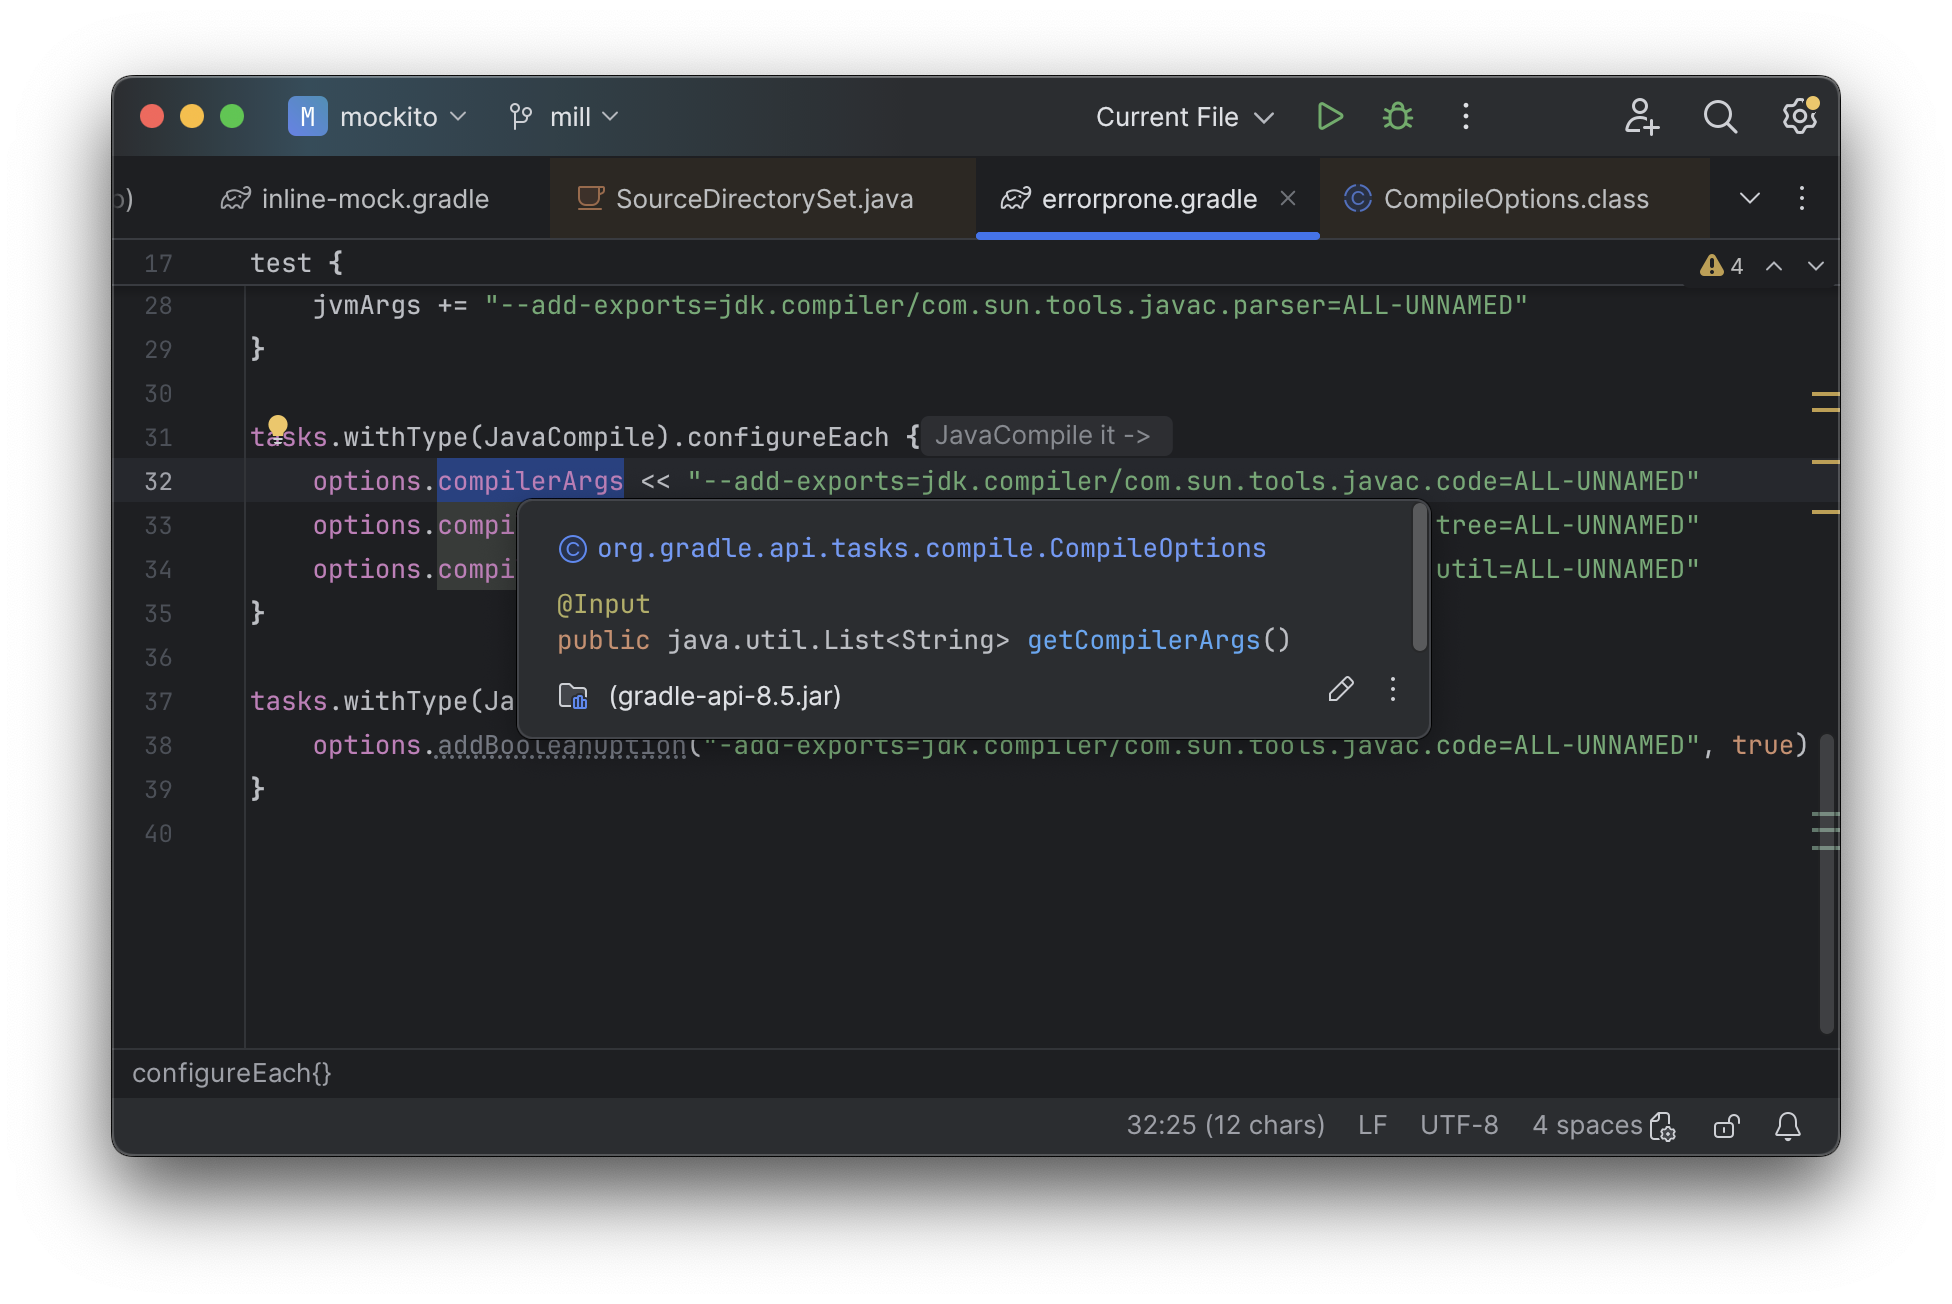 M mockito mill Current File
inline-mock.gradle SourceDirectorySet.java errorprone.gradle CompileOptions.class
17 test { 4
28 jvmArgs += "--add-exports=jdk.compiler/com.sun.tools.javac.parser=ALL-UNNAMED"
29 }
30
31 tasks.withType(JavaCompile).configureEach { JavaCompile it ->
32 options.compilerArgs << "--add-exports=jdk.compiler/com.sun.tools.javac.code=ALL-UNNAMED"
33 options.compi tree=ALL-UNNAMED"
34 options.compi util=ALL-UNNAMED"
35 }
36
37 tasks.withType(Ja
38 options.addBooleanOption("-add-exports=jdk.compiler/com.sun.tools.javac.code=ALL-UNNAMED", true)
39 }
40
org.gradle.api.tasks.compile.CompileOptions
@Input
public java.util.List<String> getCompilerArgs()
(gradle-api-8.5.jar)
configureEach{}
32:25 (12 chars) LF UTF-8 4 spaces